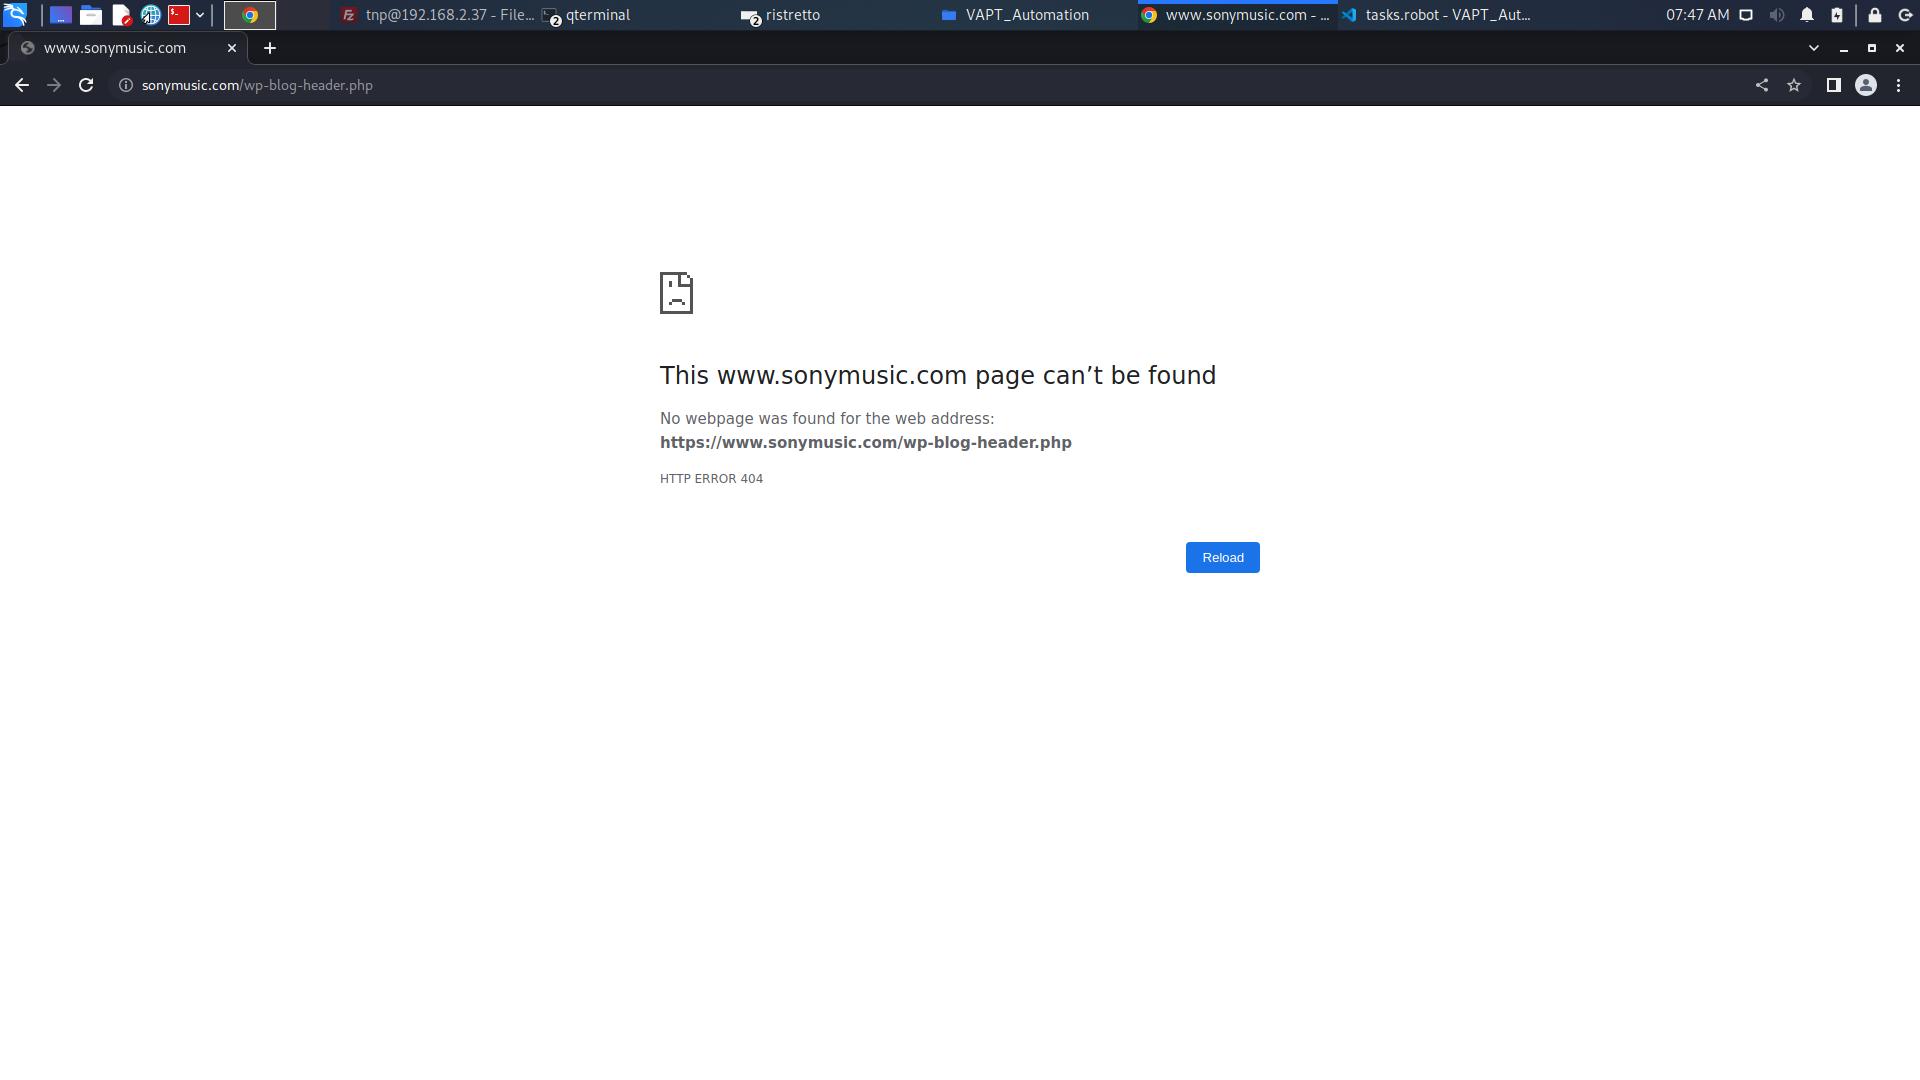 tnp@192.168.2.37 - File...
2 qterminal
2 ristretto
VAPT_Automation
www.sonymusic.com - ...
tasks.robot - VAPT_Aut...
07:47 AM
www.sonymusic.com
sonymusic.com/wp-blog-header.php
This www.sonymusic.com page can’t be found
No webpage was found for the web address:
https://www.sonymusic.com/wp-blog-header.php
HTTP ERROR 404
Reload